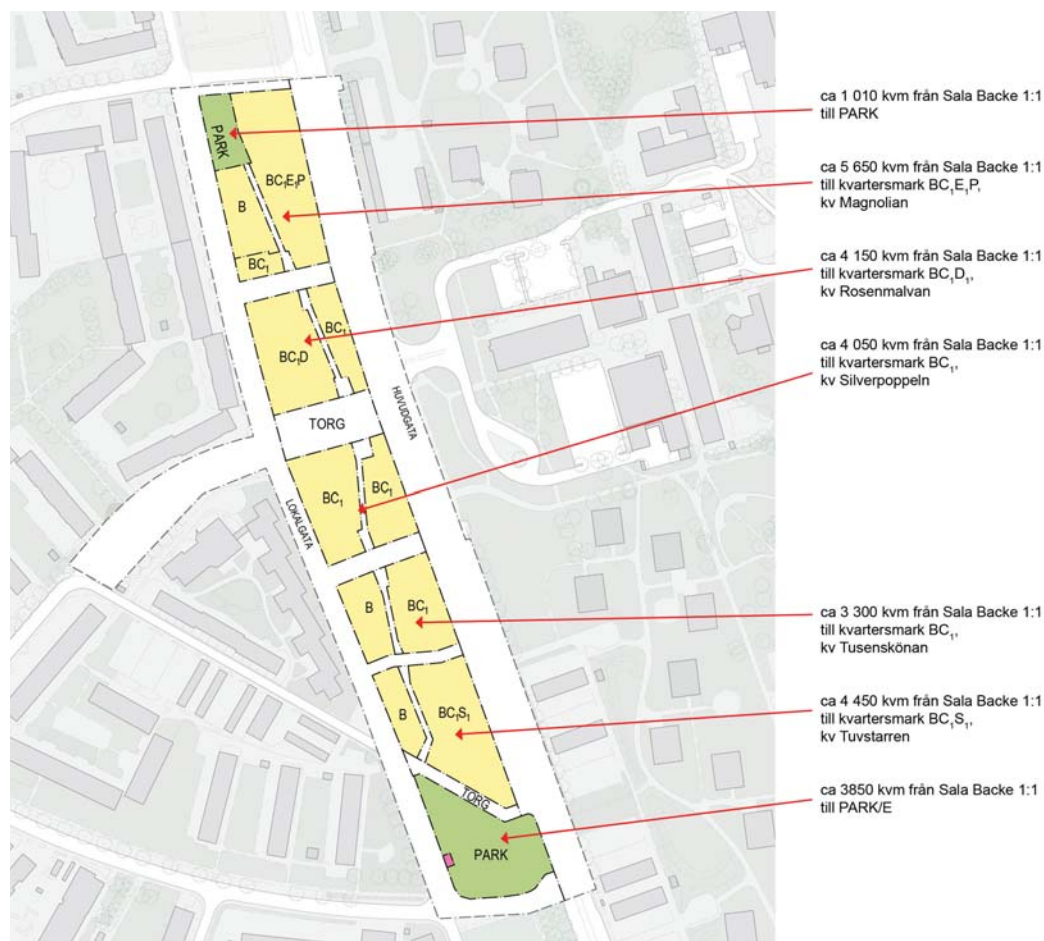 ca 1 010 kvm från Sala Backe 1:1
till PARK
ca 5 650 kvm från Sala Backe 1:1
till kvartersmark BC₁E₁P,
kv Magnolian
ca 4 150 kvm från Sala Backe 1:1
till kvartersmark BC₁D₁,
kv Rosenmalvan
ca 4 050 kvm från Sala Backe 1:1
till kvartersmark BC₁,
kv Silverpoppeln
ca 3 300 kvm från Sala Backe 1:1
till kvartersmark BC₁,
kv Tusenskönan
ca 4 450 kvm från Sala Backe 1:1
till kvartersmark BC₁S₁,
kv Tuvstarren
ca 3850 kvm från Sala Backe 1:1
till PARK/E
PARK
BC₁E₁P
B
BC₁
BC₁
BC₁D
HUVUDGATA
TORG
BC₁
BC₁
LOKALGATA
B
BC₁
B
BC₁S₁
TORG
PARK